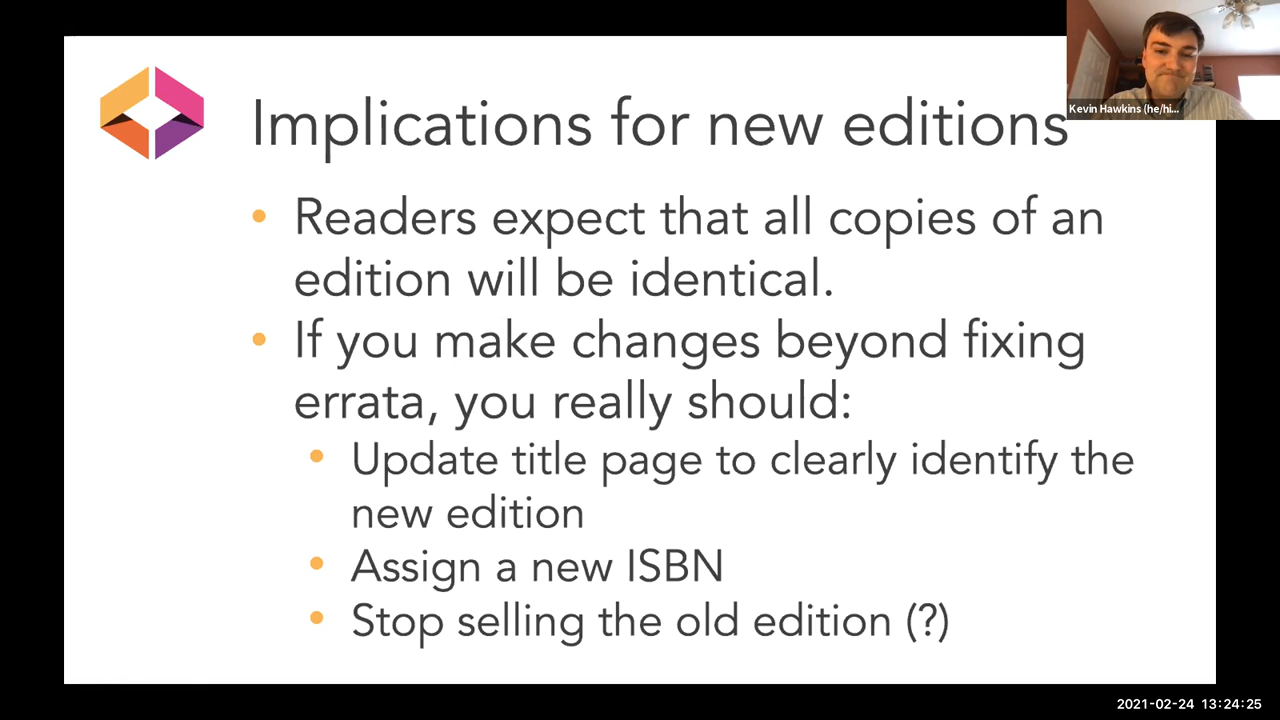 Implications for new editions
Kevin Hawkins (he/hi...
• Readers expect that all copies of an
edition will be identical.
• If you make changes beyond fixing
errata, you really should:
• Update title page to clearly identify the
new edition
• Assign a new ISBN
• Stop selling the old edition (?)
2021-02-24 13:24:25